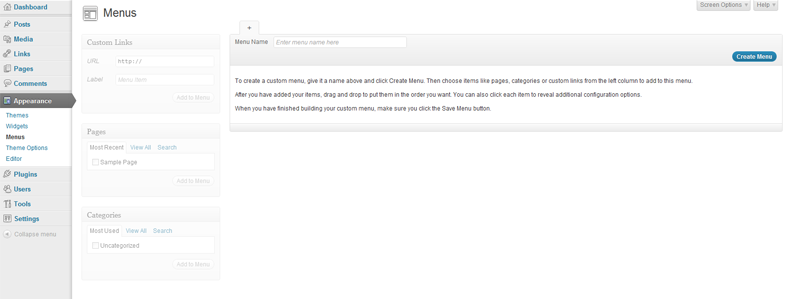 Dashboard
Posts
Media
Links
Pages
Comments
Appearance
Themes
Widgets
Menus
Theme Options
Editor
Plugins
Users
Tools
Settings
Collapse menu
Screen Options
Help
Menus
Custom Links
URL http://
Label Menu Item
Add to Menu
Pages
Most Recent View All Search
Sample Page
Add to Menu
Categories
Most Used View All Search
Uncategorized
Add to Menu
+
Menu Name Enter menu name here
Create Menu
To create a custom menu, give it a name above and click Create Menu. Then choose items like pages, categories or custom links from the left column to add to this menu.
After you have added your items, drag and drop to put them in the order you want. You can also click each item to reveal additional configuration options.
When you have finished building your custom menu, make sure you click the Save Menu button.